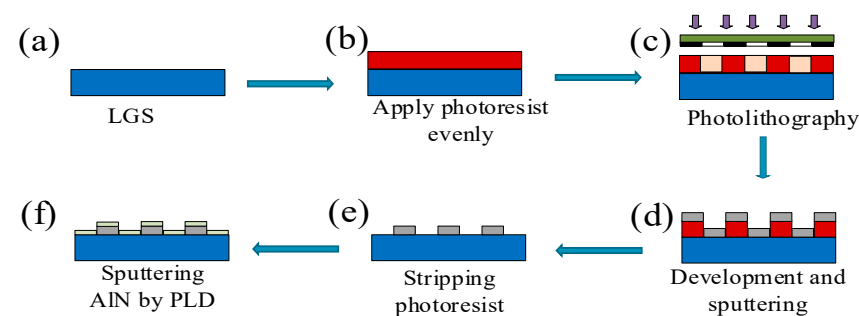 (a)
LGS
(b)
Apply photoresist
evenly
(c)
Photolithography
(d)
Development and
sputtering
(e)
Stripping
photoresist
(f)
Sputtering
AlN by PLD